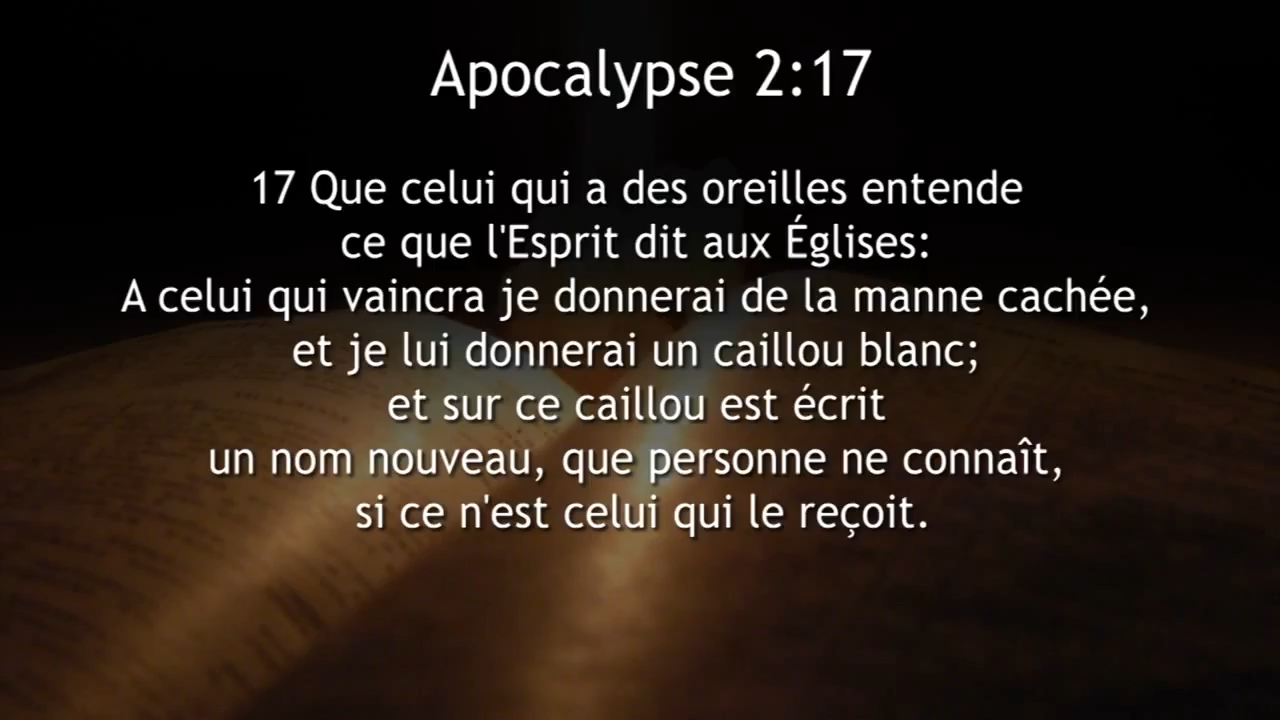 Apocalypse 2:17
17 Que celui qui a des oreilles entende
ce que l'Esprit dit aux Églises:
A celui qui vaincra je donnerai de la manne cachée,
et je lui donnerai un caillou blanc;
et sur ce caillou est écrit
un nom nouveau, que personne ne connaît,
si ce n'est celui qui le reçoit.